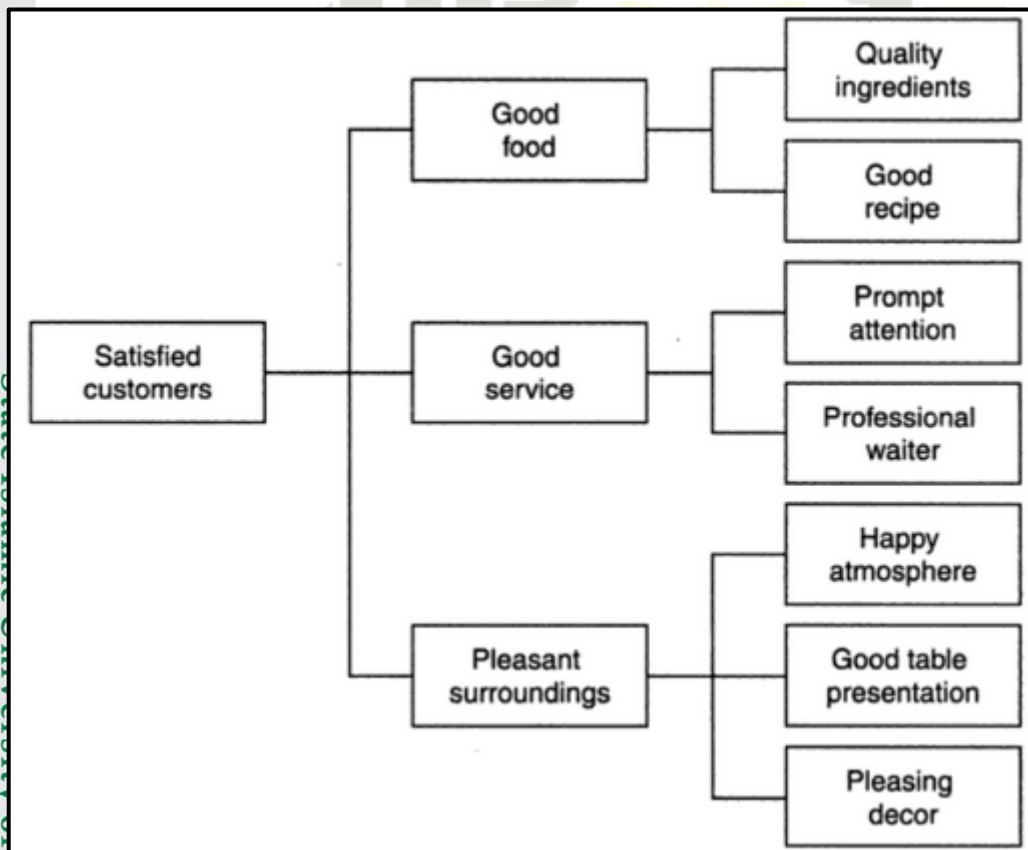 Quality
ingredients
Good
food
Good
recipe
Prompt
attention
Satisfied
customers
Good
service
Professional
waiter
Happy
atmosphere
Pleasant
surroundings
Good table
presentation
Pleasing
decor